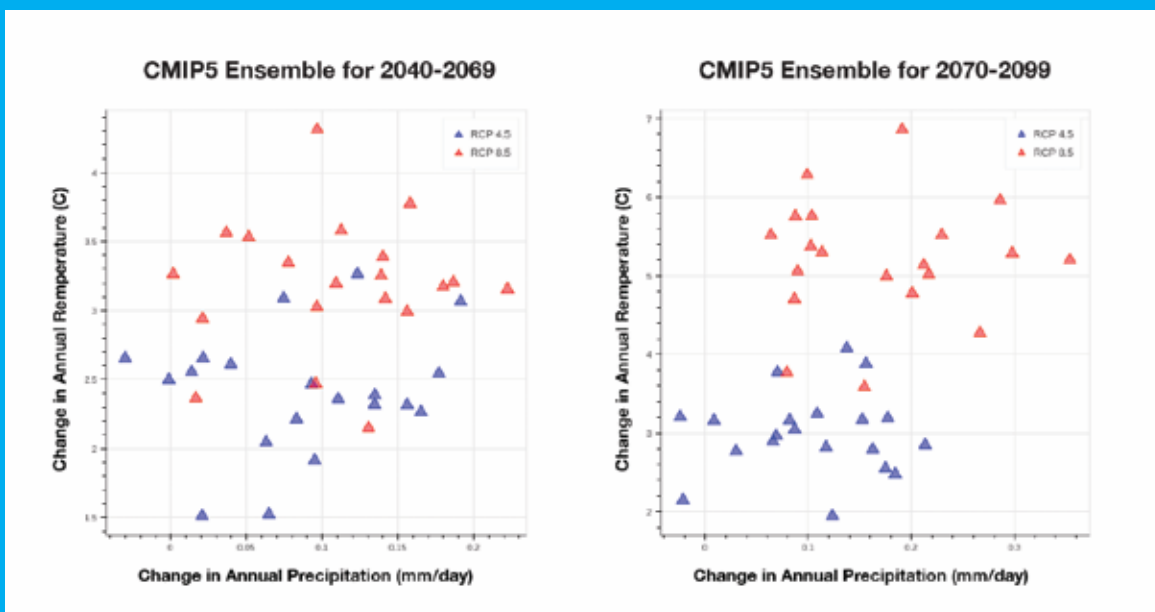 CMIP5 Ensemble for 2040-2069
RCP 4.5
RCP 8.5
4
3.5
3
2.5
2
1.5
0
0.05
0.1
0.15
0.2
Change in Annual Remperature (C)
Change in Annual Precipitation (mm/day)
CMIP5 Ensemble for 2070-2099
RCP 4.5
RCP 8.5
7
6
5
4
3
2
0
0.1
0.2
0.3
Change in Annual Remperature (C)
Change in Annual Precipitation (mm/day)